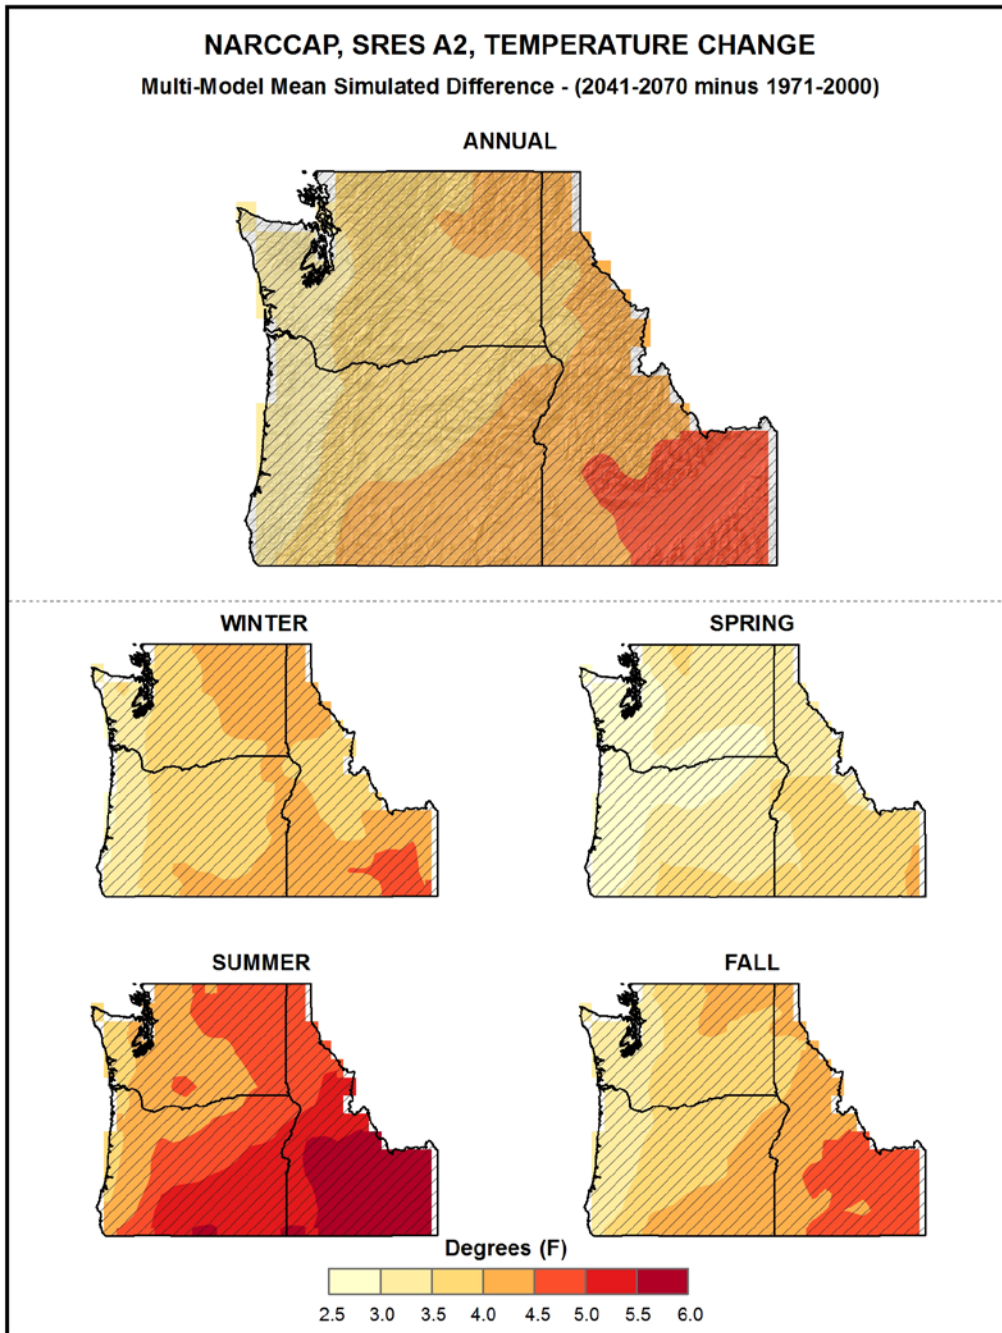 NARCCAP, SRES A2, TEMPERATURE CHANGE
Multi-Model Mean Simulated Difference - (2041-2070 minus 1971-2000)
ANNUAL
WINTER
SPRING
SUMMER
FALL
Degrees (F)
2.5 3.0 3.5 4.0 4.5 5.0 5.5 6.0